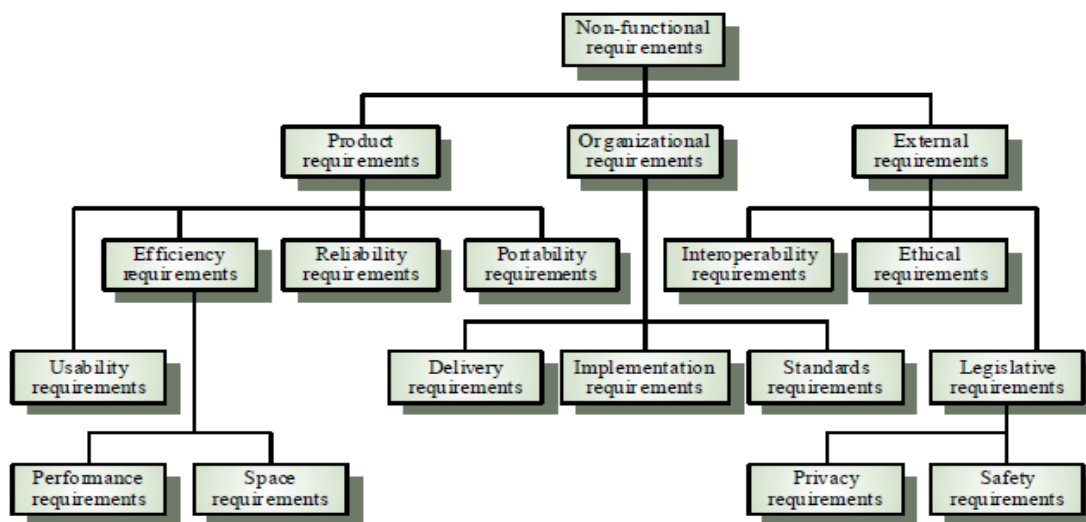 Non-functional
requirements
Product
requirements
Organizational
requirements
External
requirements
Efficiency
requirements
Reliability
requirements
Portability
requirements
Interoperability
requirements
Ethical
requirements
Usability
requirements
Delivery
requirements
Implementation
requirements
Standards
requirements
Legislative
requirements
Performance
requirements
Space
requirements
Privacy
requirements
Safety
requirements